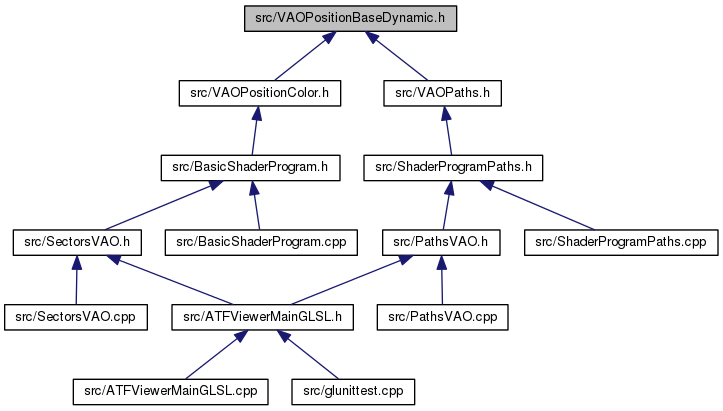 src/VAOPositionBaseDynamic.h
src/VAOPositionColor.h
src/VAOPaths.h
src/BasicShaderProgram.h
src/ShaderProgramPaths.h
src/SectorsVAO.h
src/BasicShaderProgram.cpp
src/PathsVAO.h
src/ShaderProgramPaths.cpp
src/SectorsVAO.cpp
src/ATFViewerMainGLSL.h
src/PathsVAO.cpp
src/ATFViewerMainGLSL.cpp
src/glunittest.cpp